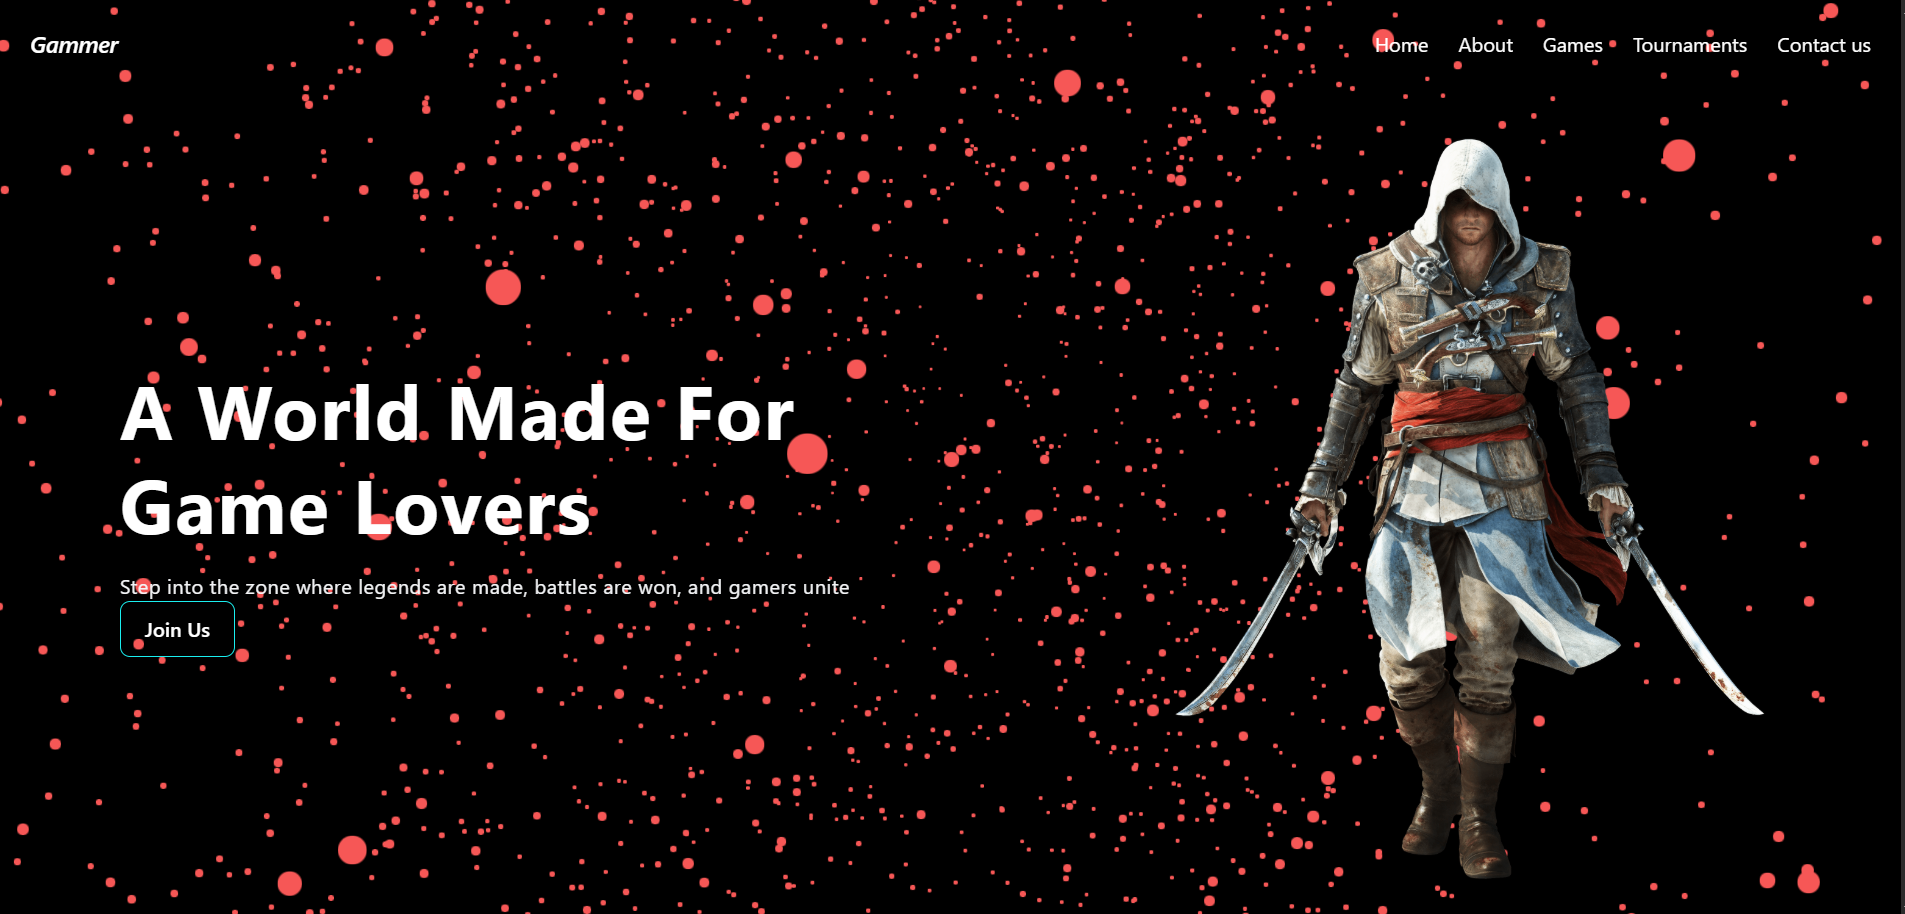 Gammer
Home About Games Tournaments Contact us
A World Made For
Game Lovers
Step into the zone where legends are made, battles are won, and gamers unite
Join Us